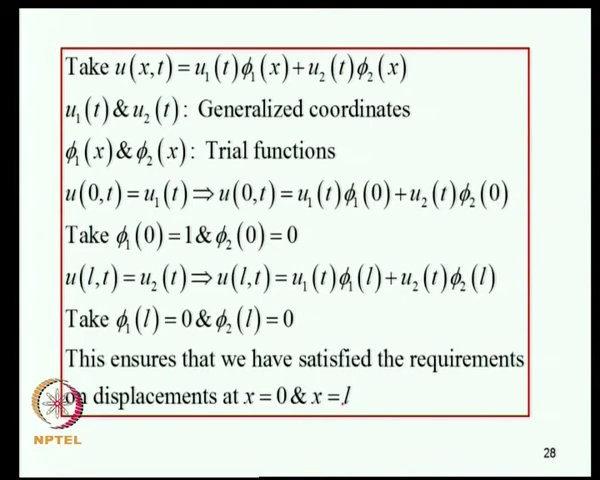 Take u(x,t) = u₁(t)ϕ₁(x) + u₂(t)ϕ₂(x)
u₁(t) & u₂(t): Generalized coordinates
ϕ₁(x) & ϕ₂(x): Trial functions
u(0,t) = u₁(t) ⇒ u(0,t) = u₁(t)ϕ₁(0) + u₂(t)ϕ₂(0)
Take ϕ₁(0) = 1 & ϕ₂(0) = 0
u(l,t) = u₂(t) ⇒ u(l,t) = u₁(t)ϕ₁(l) + u₂(t)ϕ₂(l)
Take ϕ₁(l) = 0 & ϕ₂(l) = 0
This ensures that we have satisfied the requirements
on displacements at x = 0 & x = l
NPTEL
28